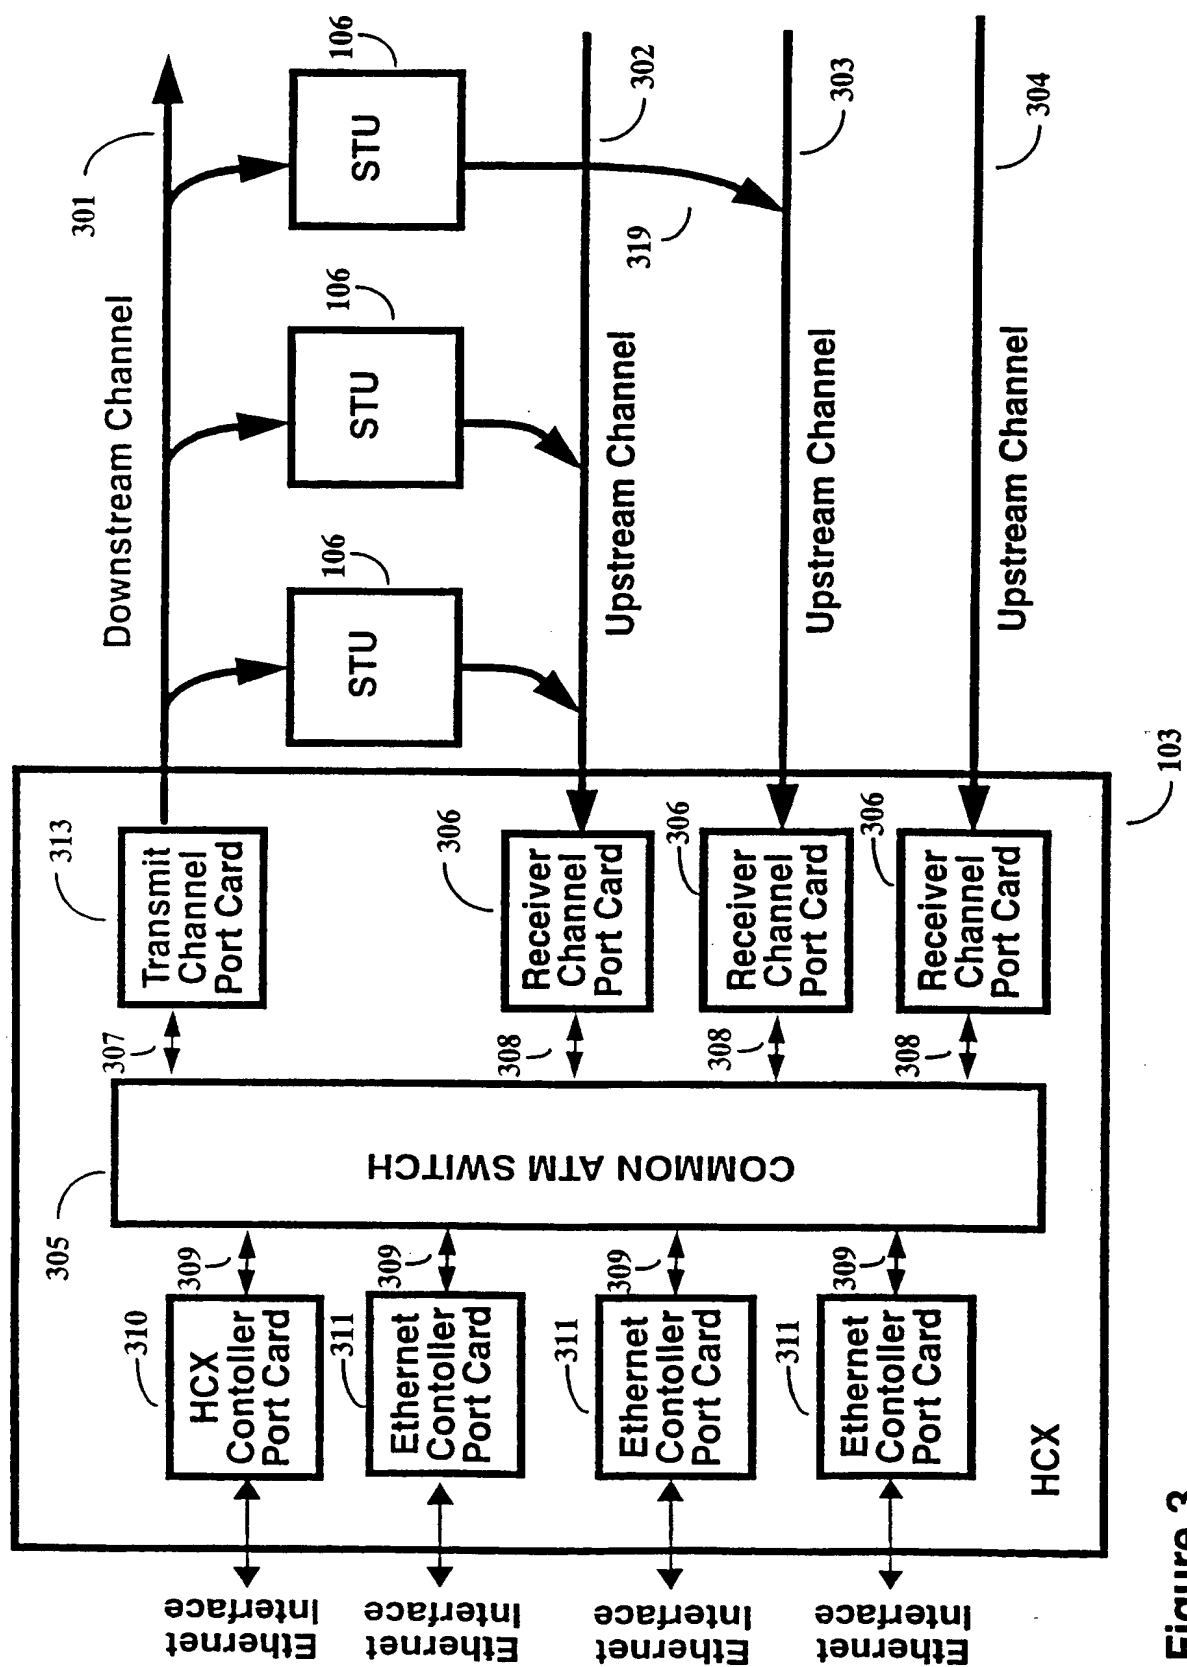 Downstream Channel
301
106
106
106
STU
STU
STU
302
Upstream Channel
319
303
Upstream Channel
304
Upstream Channel
313
Transmit
Channel
Port Card
307
306
Receiver
Channel
Port Card
308
306
Receiver
Channel
Port Card
308
306
Receiver
Channel
Port Card
308
305
COMMON ATM SWITCH
309
310
HCX
Contoller
Port Card
309
311
Ethernet
Contoller
Port Card
309
311
Ethernet
Contoller
Port Card
309
311
Ethernet
Contoller
Port Card
Ethernet
Interface
Ethernet
Interface
Ethernet
Interface
Ethernet
Interface
HCX
103
Figure 3